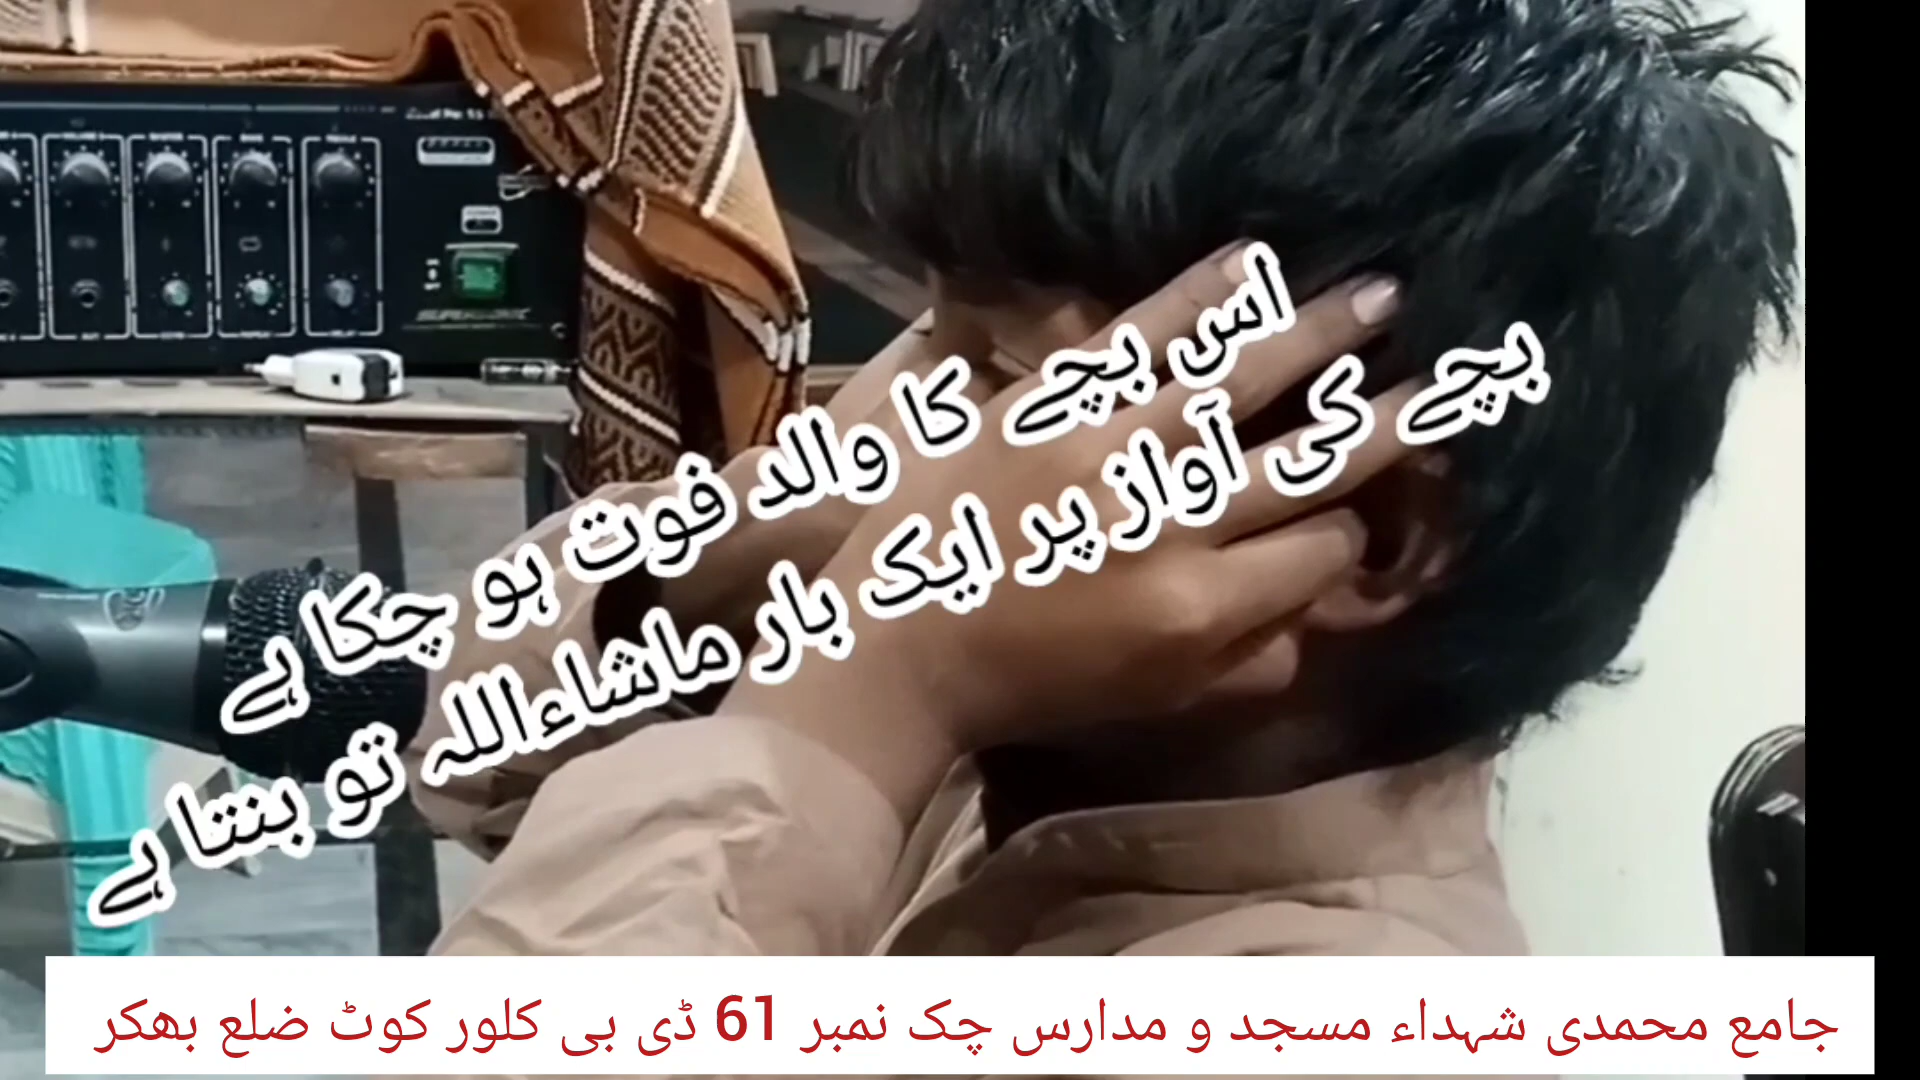 اس بچے کا والد فوت ہو چکا ہے
بچے کی آواز پر ایک بار ماشاءاللہ تو بنتا ہے
جامع محمدی شہداء مسجد و مدارس چک نمبر 61 ڈی بی کلور کوٹ ضلع بھکر